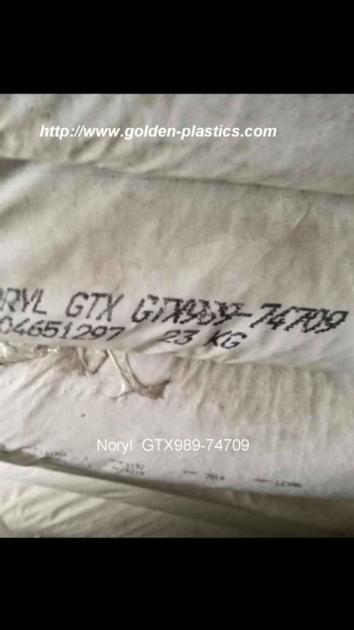 http://www.golden-plastics.com
ORYL GTX GTX989-74709
04651297 23 KG
Noryl GTX989-74709